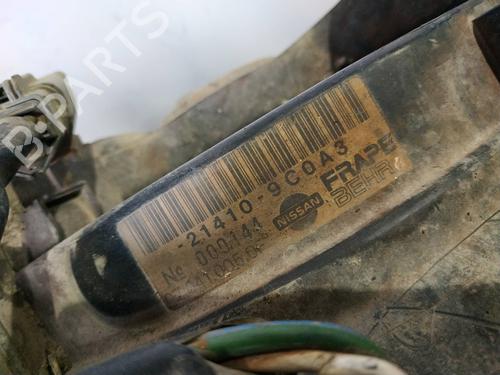 B-PARTS
-21410-9C0A3
No 000144
NISSAN
FRAPE
BEHR